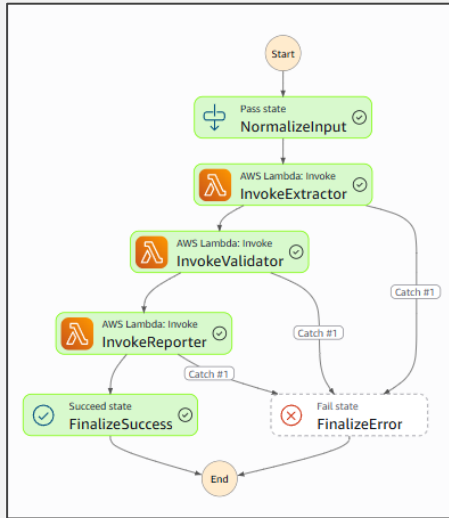 Start
Pass state
NormalizeInput
AWS Lambda: Invoke
InvokeExtractor
AWS Lambda: Invoke
InvokeValidator
Catch #1
AWS Lambda: Invoke
InvokeReporter
Catch #1
Catch #1
Succeed state
FinalizeSuccess
Fail state
FinalizeError
End